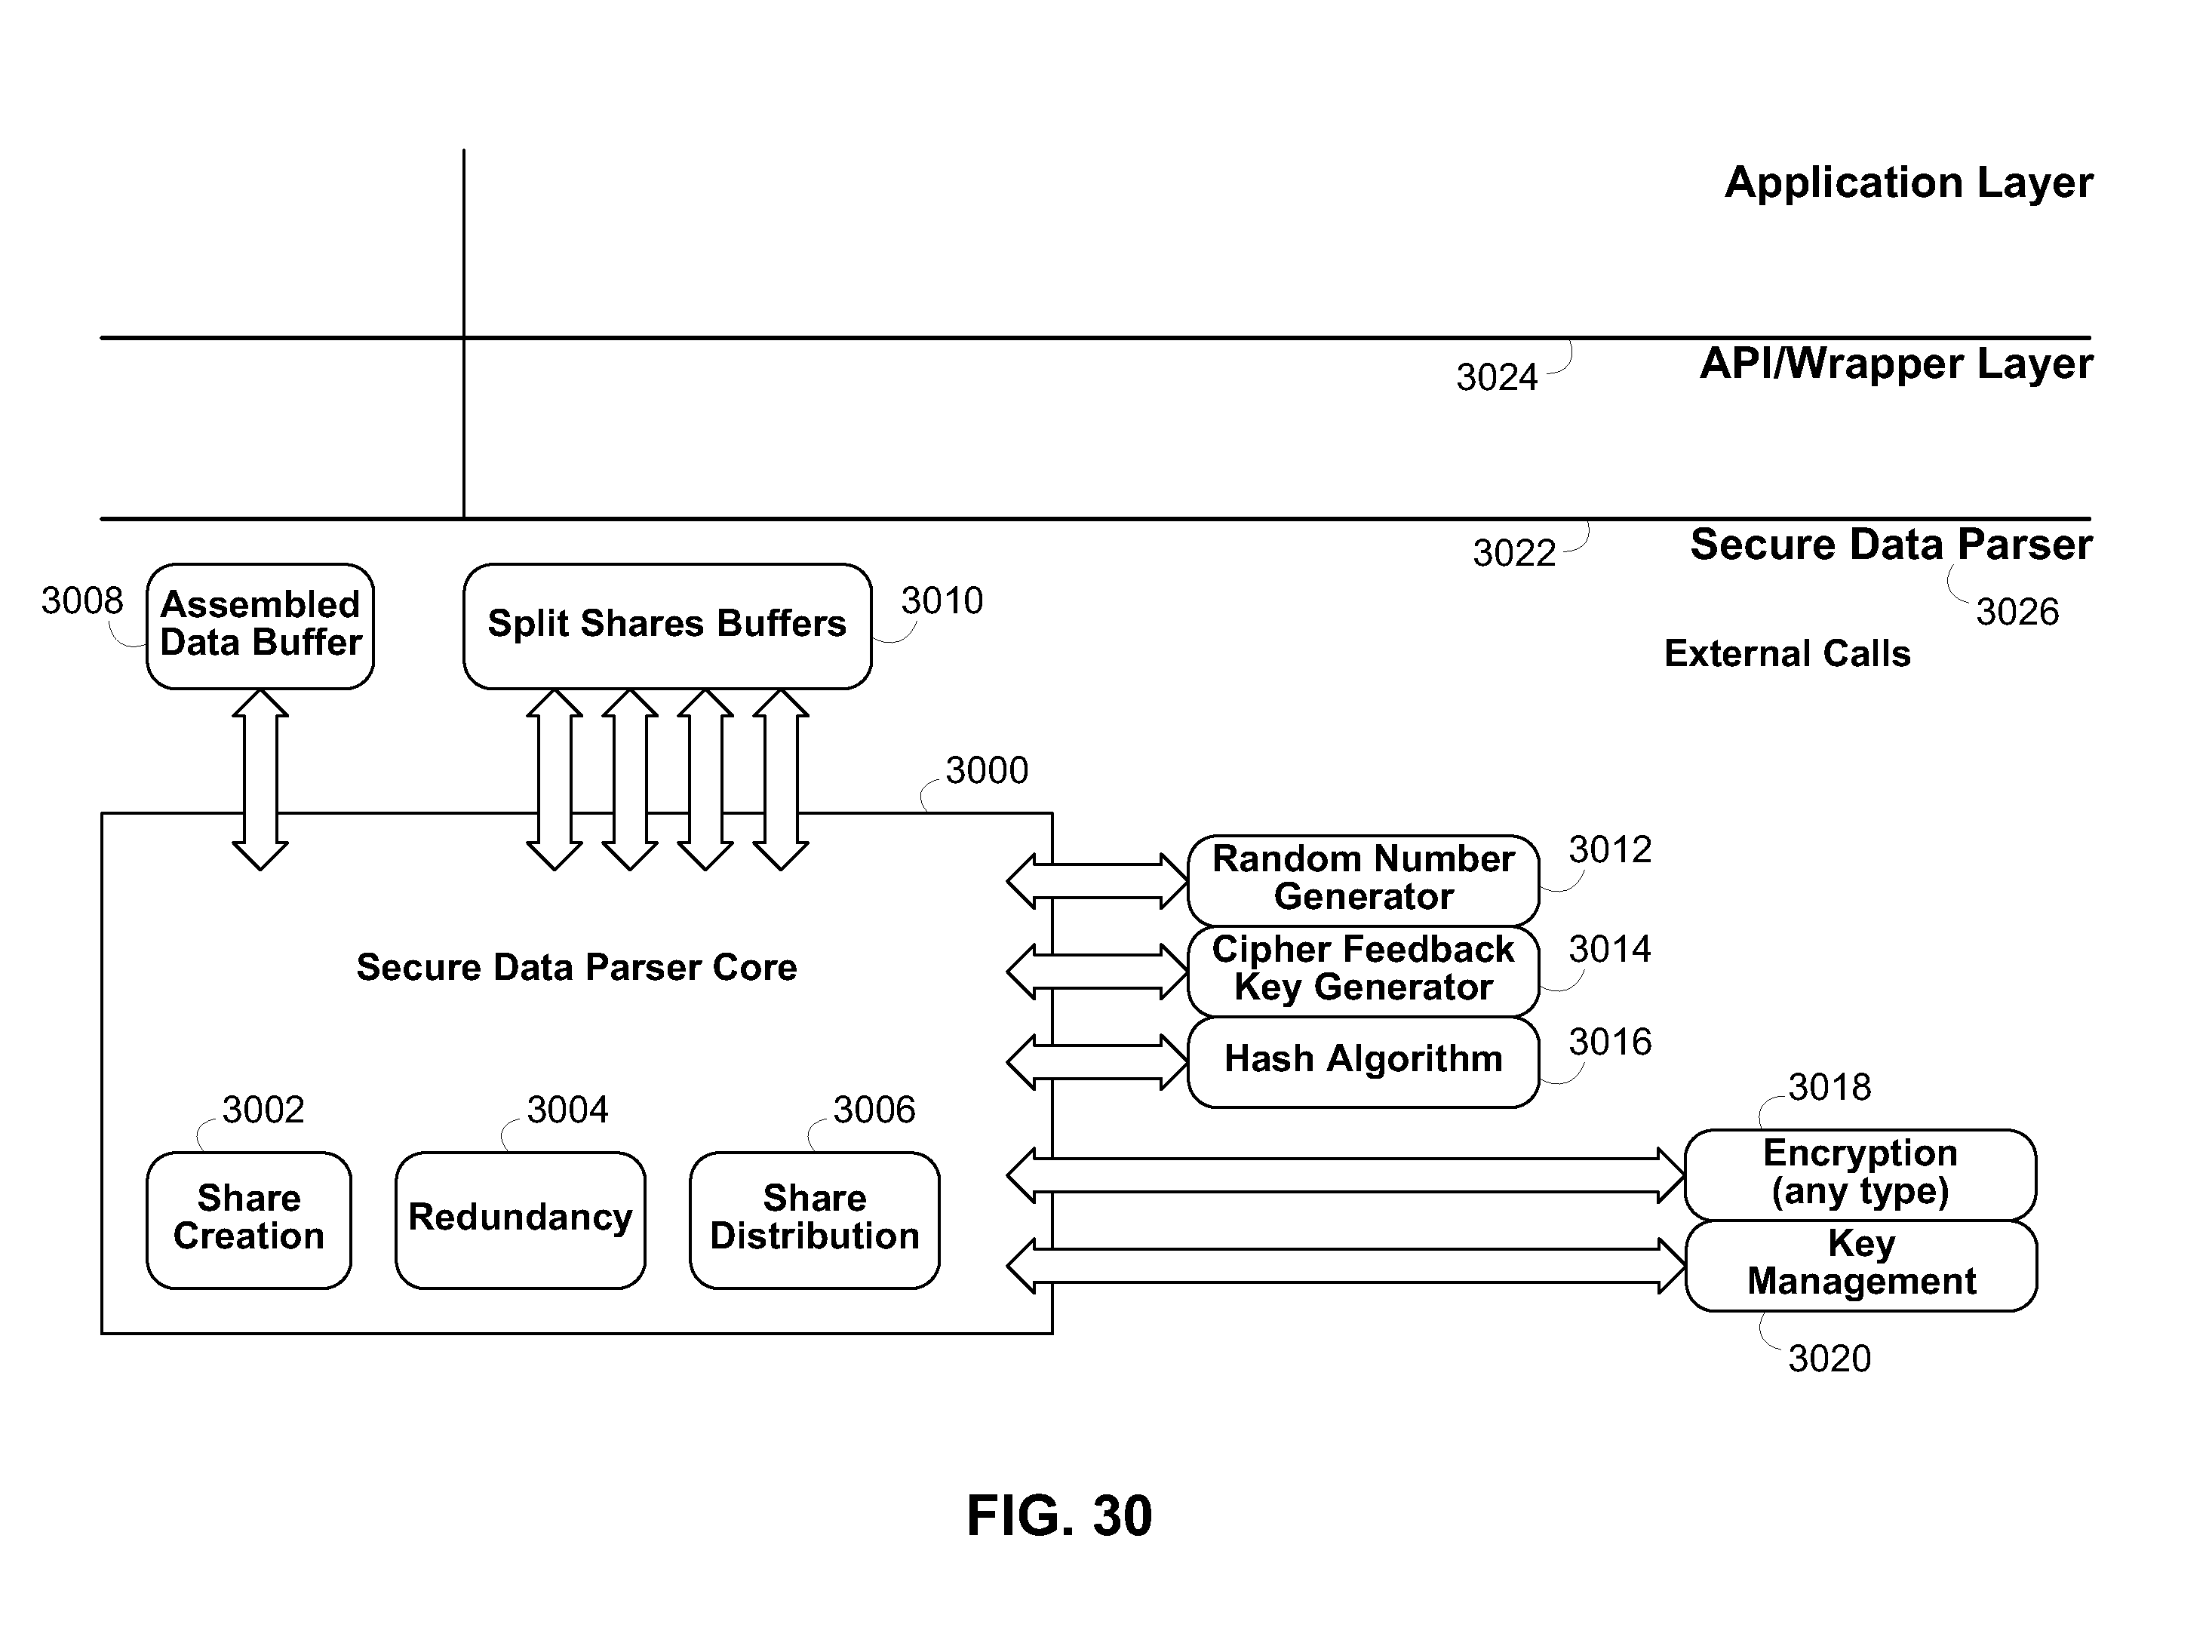 Application Layer
API/Wrapper Layer
3024
3022
Secure Data Parser
3026
External Calls
3008
Assembled
Data Buffer
Split Shares Buffers
3010
3000
Secure Data Parser Core
Random Number
Generator
3012
Cipher Feedback
Key Generator
3014
Hash Algorithm
3016
3002
Share
Creation
3004
Redundancy
3006
Share
Distribution
3018
Encryption
(any type)
Key
Management
3020
FIG. 30